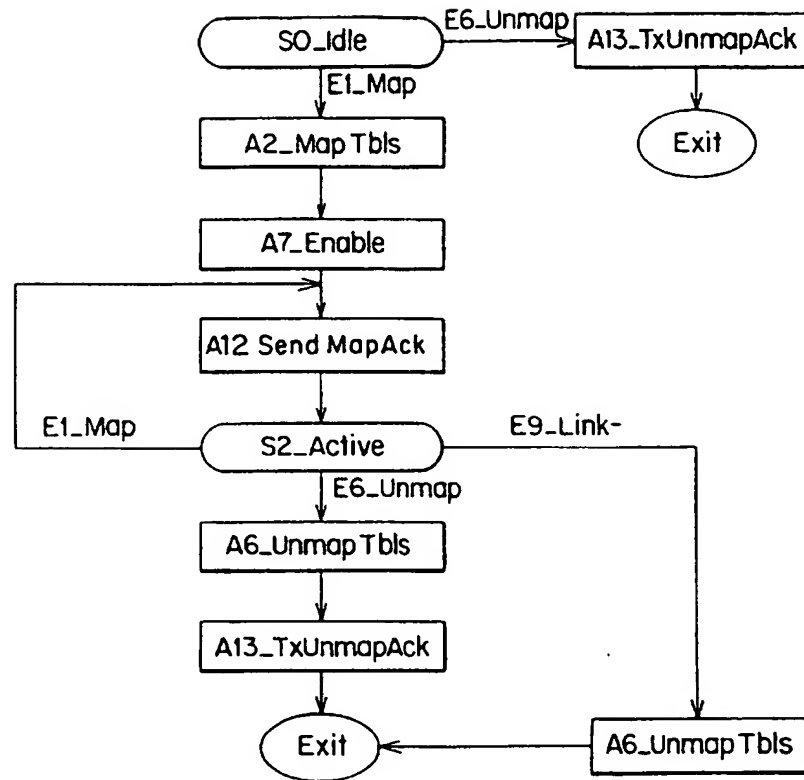 S0_Idle
E6_Unmap
A13_TxUnmapAck
E1_Map
Exit
A2_Map Tbls
A7_Enable
A12 Send MapAck
E1_Map
S2_Active
E9_Link-
E6_Unmap
A6_Unmap Tbls
A13_TxUnmapAck
Exit
A6_Unmap Tbls